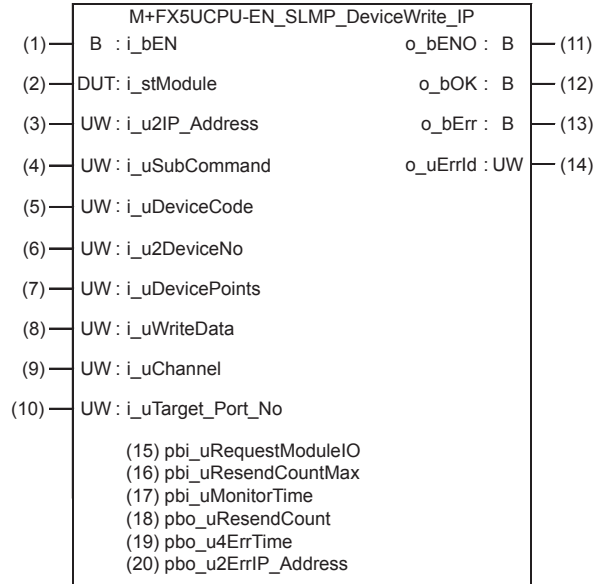 M+FX5UCPU-EN_SLMP_DeviceWrite_IP
(1) B : i_bEN o_bENO : B (11)
(2) DUT: i_stModule o_bOK : B (12)
(3) UW : i_u2IP_Address o_bErr : B (13)
(4) UW : i_uSubCommand o_uErrId : UW (14)
(5) UW : i_uDeviceCode
(6) UW : i_u2DeviceNo
(7) UW : i_uDevicePoints
(8) UW : i_uWriteData
(9) UW : i_uChannel
(10) UW : i_uTarget_Port_No
(15) pbi_uRequestModuleIO
(16) pbi_uResendCountMax
(17) pbi_uMonitorTime
(18) pbo_uResendCount
(19) pbo_u4ErrTime
(20) pbo_u2ErrIP_Address